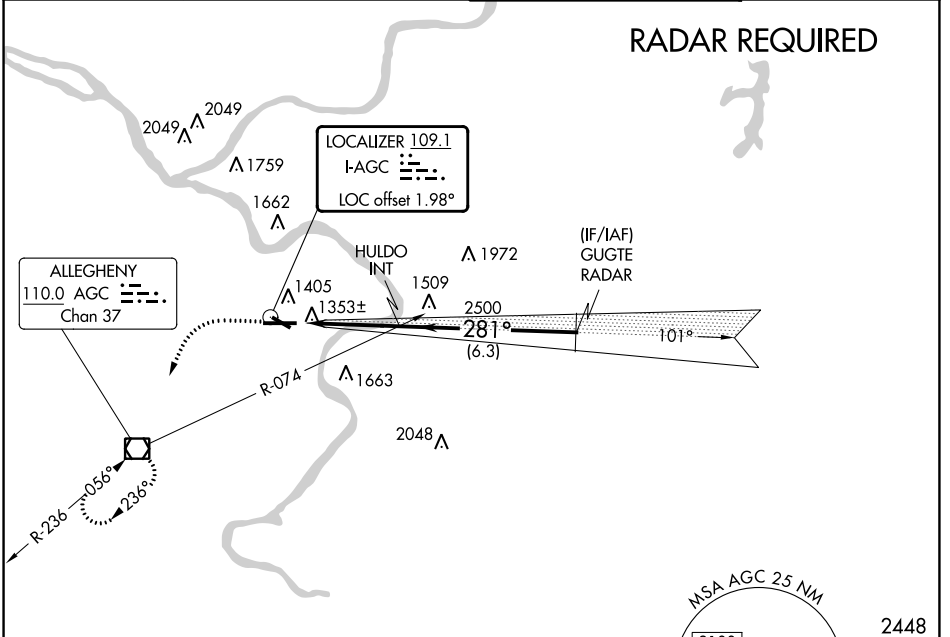 RADAR REQUIRED
2049
2049
1759
1662
LOCALIZER 109.1
I-AGC
LOC offset 1.98°
ALLEGHENY
110.0 AGC
Chan 37
HULDO
INT
1972
(IF/IAF)
GUGTE
RADAR
1405
1353±
1509
2500
281°
(6.3)
101°
R-074
1663
2048
R-236
056°
236°
MSA AGC 25 NM
2448